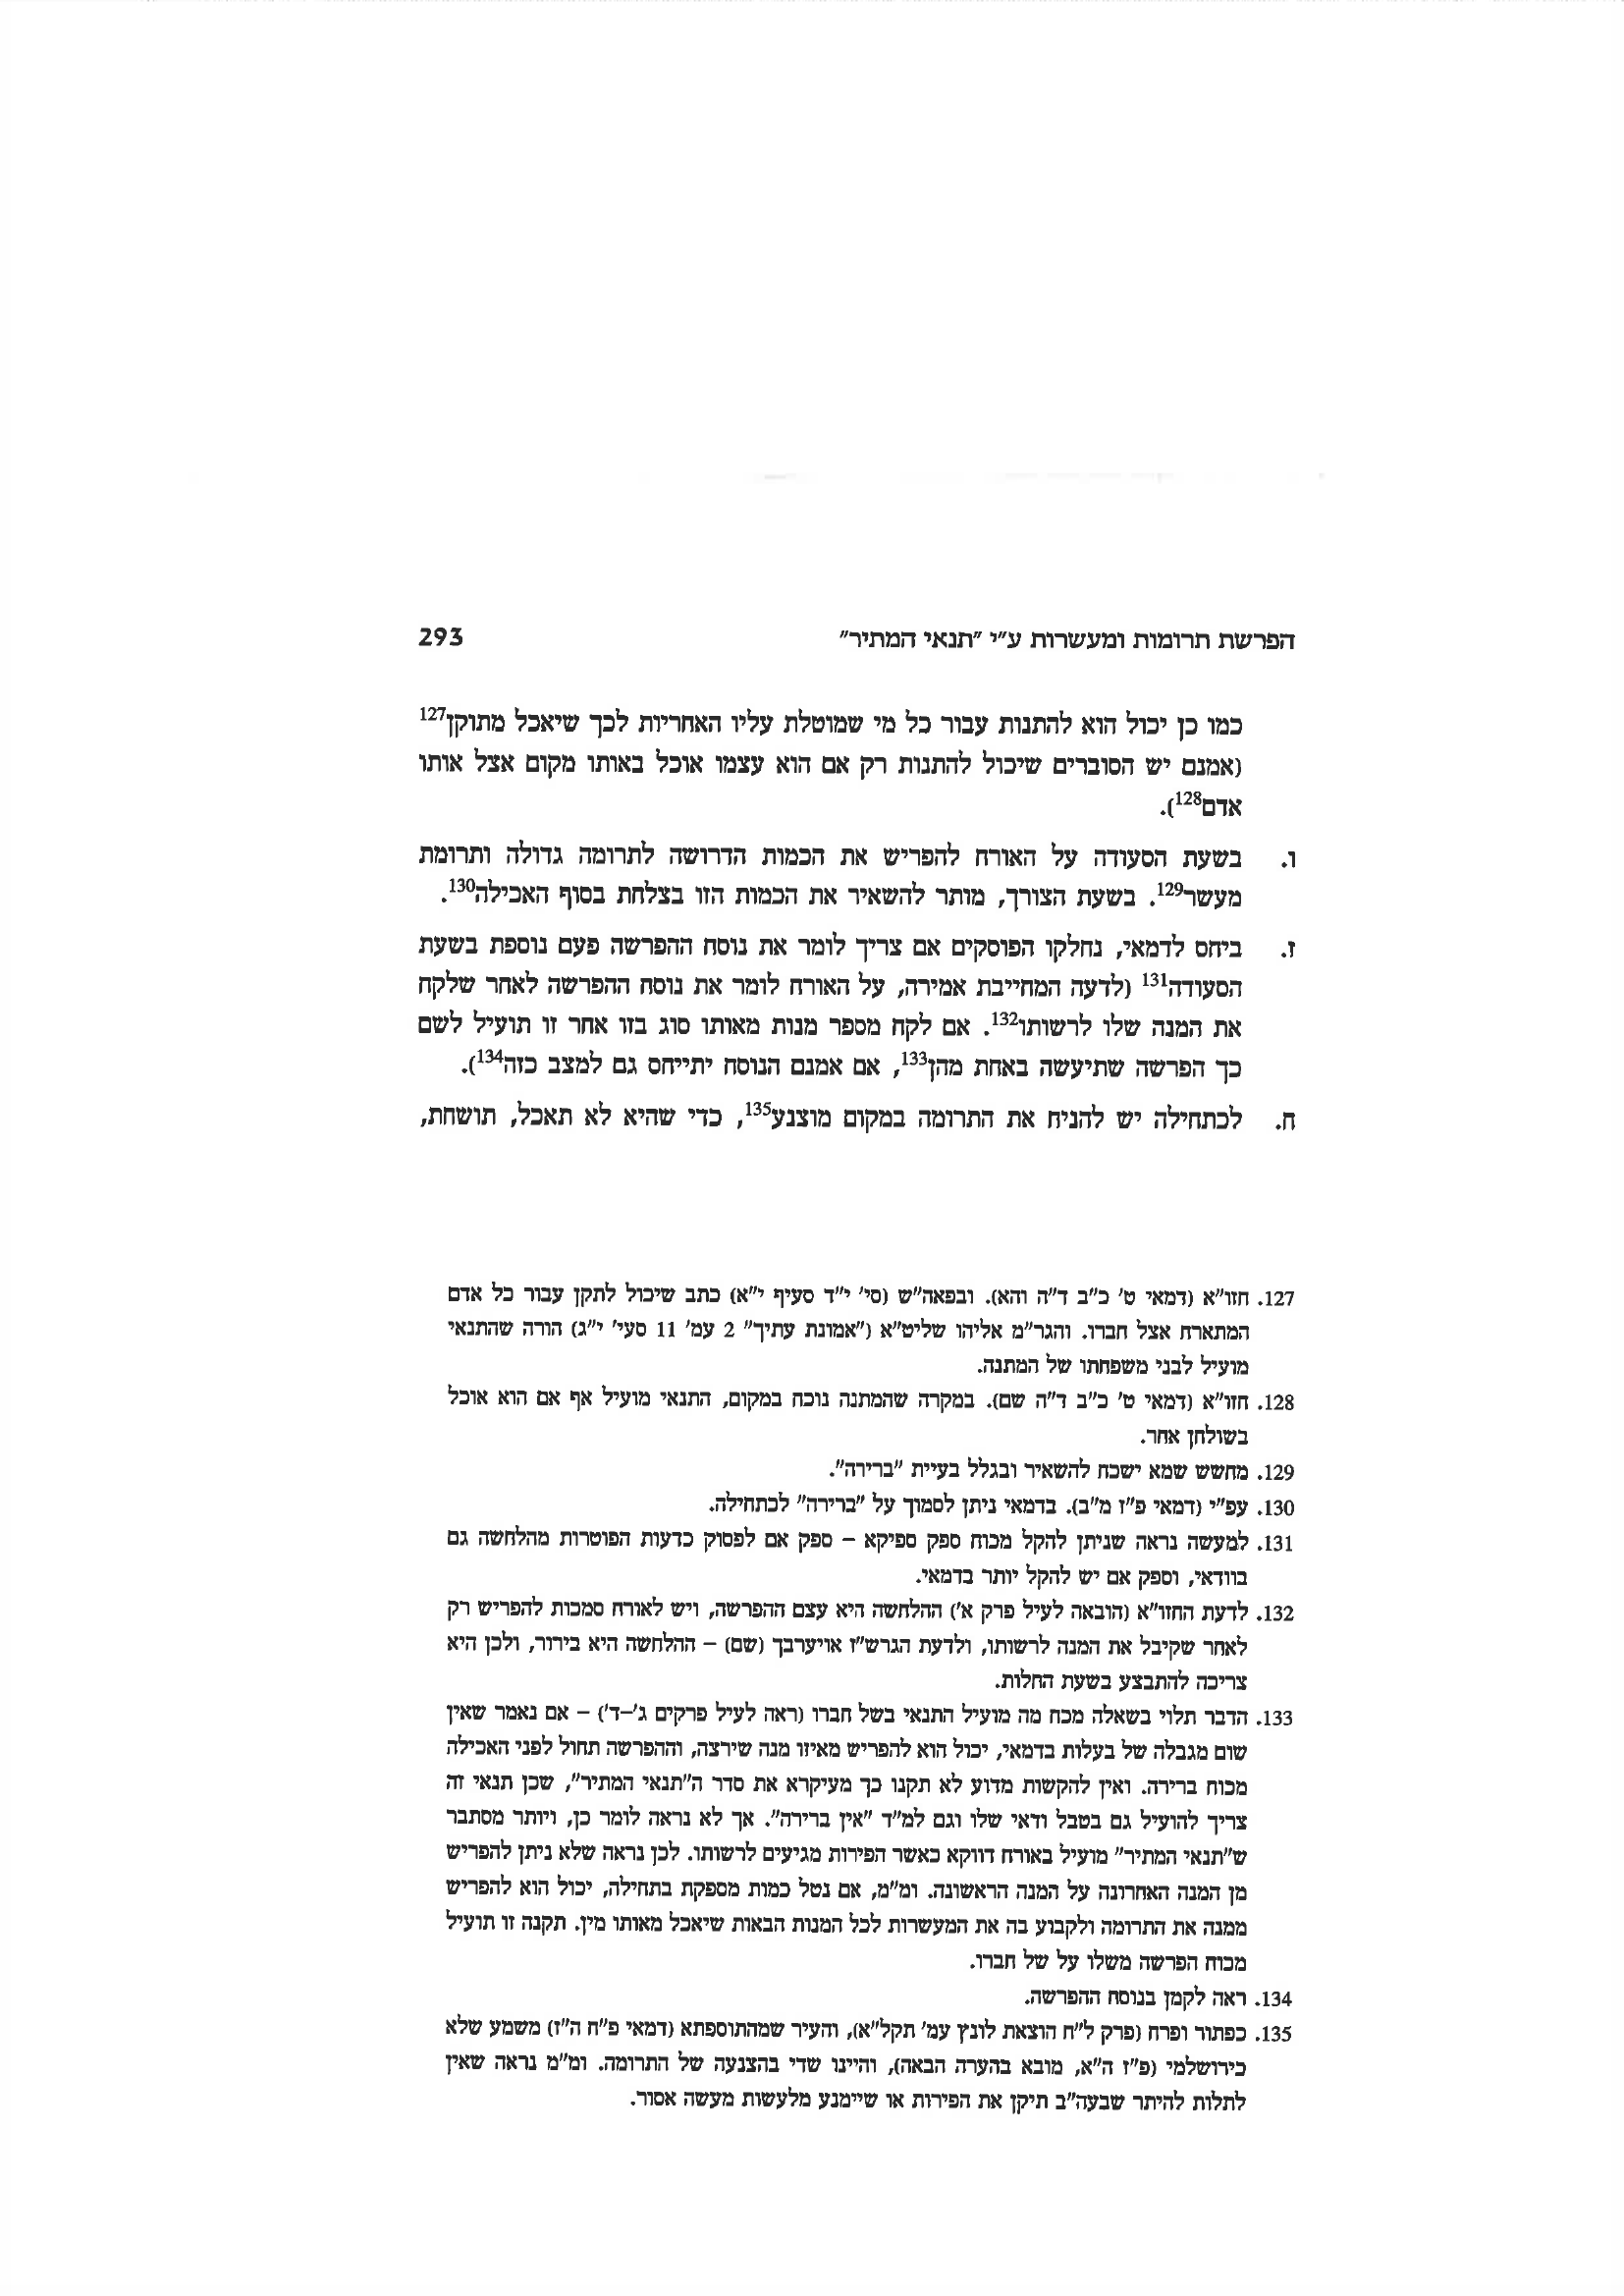 הפרשת תרומות ומעשרות ע"י "תנאי המתיר" 293
כמו כן יכול הוא להתנות עבור כל מי שמוטלת עליו האחריות לכך שיאכל מתוקן127
(אמנם יש הסוברים שיכול להתנות רק אם הוא עצמו אוכל באותו מקום אצל אותו
אדם128).
ו. בשעת הסעודה על האורח להפריש את הכמות הדרושה לתרומה גדולה ותרומת
מעשר129. בשעת הצורך, מותר להשאיר את הכמות הזו בצלחת בסוף האכילה130.
ז. ביחס לדמאי, נחלקו הפוסקים אם צריך לומר את נוסח ההפרשה פעם נוספת בשעת
הסעודה131 (לדעה המחייבת אמירה, על האורח לומר את נוסח ההפרשה לאחר שלקח
את המנה שלו לרשותו132. אם לקח מספר מנות מאותו סוג בזו אחר זו תועיל לשם
כך הפרשה שתיעשה באחת מהן133, אם אמנם הנוסח יתייחס גם למצב כזה134).
ח. לכתחילה יש להניח את התרומה במקום מוצנע135, כדי שהיא לא תאכל, תושחת,
127. חזו"א (דמאי ט' כ"ב ד"ה והא). ובפאה"ש (סי' י"ד סעיף י"א) כתב שיכול לתקן עבור כל אדם
המתארח אצל חברו. והגר"מ אליהו שליט"א ("אמונת עתיך" 2 עמ' 11 סעי' י"ג) הורה שהתנאי
מועיל לבני משפחתו של המתנה.
128. חזו"א (דמאי ט' כ"ב ד"ה שם). במקרה שהמתנה נוכח במקום, התנאי מועיל אף אם הוא אוכל
בשולחן אחר.
129. מחשש שמא ישכח להשאיר ובגלל בעיית "ברירה".
130. עפ"י (דמאי פ"ז מ"ב). בדמאי ניתן לסמוך על "ברירה" לכתחילה.
131. למעשה נראה שניתן להקל מכוח ספק ספיקא – ספק אם לפסוק כדעות הפוטרות מהלחשה גם
בוודאי, וספק אם יש להקל יותר בדמאי.
132. לדעת החזו"א (הובאה לעיל פרק א') ההלחשה היא עצם ההפרשה, ויש לאורח סמכות להפריש רק
לאחר שקיבל את המנה לרשותו, ולדעת הגרש"ז אויערבך (שם) – ההלחשה היא בירור, ולכן היא
צריכה להתבצע בשעת החלות.
133. הדבר תלוי בשאלה מכח מה מועיל התנאי בשל חברו (ראה לעיל פרקים ג'–ד') – אם נאמר שאין
שום מגבלה של בעלות בדמאי, יכול הוא להפריש מאיזו מנה שירצה, וההפרשה תחול לפני האכילה
מכוח ברירה. ואין להקשות מדוע לא תקנו כך מעיקרא את סדר ה"תנאי המתיר", שכן תנאי זה
צריך להועיל גם בטבל ודאי שלו וגם למ"ד "אין ברירה". אך לא נראה לומר כן, ויותר מסתבר
ש"תנאי המתיר" מועיל באורח דווקא כאשר הפירות מגיעים לרשותו. לכן נראה שלא ניתן להפריש
מן המנה האחרונה על המנה הראשונה. ומ"מ, אם נטל כמות מספקת בתחילה, יכול הוא להפריש
ממנה את התרומה ולקבוע בה את המעשרות לכל המנות הבאות שיאכל מאותו מין. תקנה זו תועיל
מכוח הפרשה משלו על של חברו.
134. ראה לקמן בנוסח ההפרשה.
135. כפתור ופרח (פרק ל"ח הוצאת לונץ עמ' תקל"א), והעיר שמהתוספתא (דמאי פ"ח ה"ז) משמע שלא
כירושלמי (פ"ז ה"א, מובא בהערה הבאה), והיינו שדי בהצנעה של התרומה. ומ"מ נראה שאין
לתלות להיתר שבעה"ב תיקן את הפירות או שיימנע מלעשות מעשה אסור.